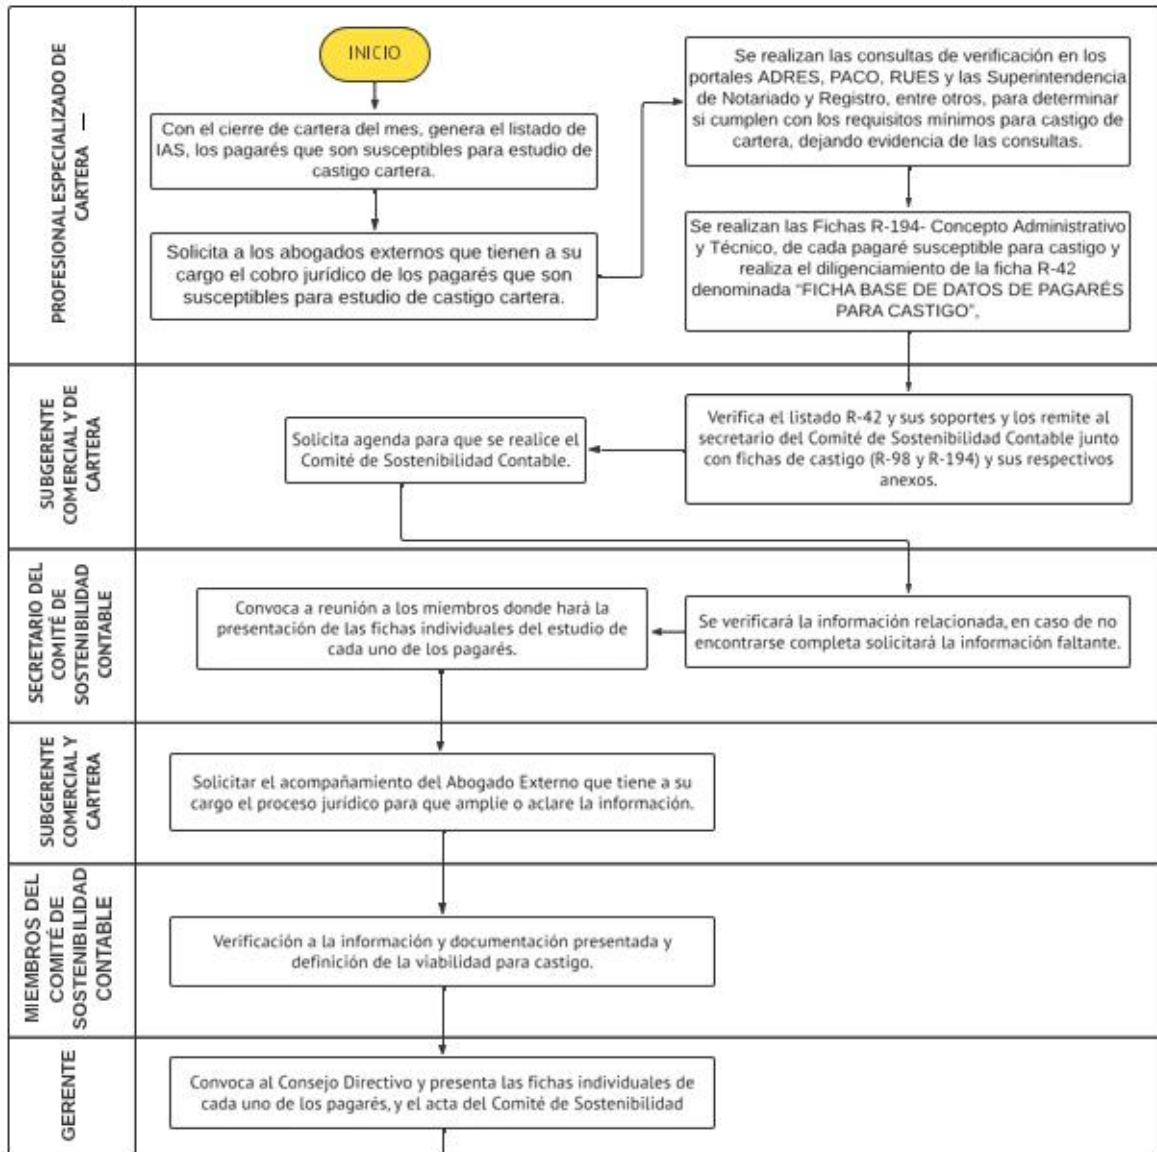 PROFESIONAL ESPECIALIZADO DE
CARTERA —
INICIO
Con el cierre de cartera del mes, genera el listado de
IAS, los pagarés que son susceptibles para estudio de
castigo cartera.
Solicita a los abogados externos que tienen a su
cargo el cobro jurídico de los pagarés que son
susceptibles para estudio de castigo cartera.
Se realizan las consultas de verificación en los
portales ADRES, PACO, RUES y las Superintendencia
de Notariado y Registro, entre otros, para determinar
si cumplen con los requisitos mínimos para castigo de
cartera, dejando evidencia de las consultas.
Se realizan las Fichas R-194- Concepto Administrativo
y Técnico, de cada pagaré susceptible para castigo y
realiza el diligenciamiento de la ficha R-42
denominada “FICHA BASE DE DATOS DE PAGARÉS
PARA CASTIGO”,
SUBGERENTE
COMERCIAL Y DE
CARTERA
Verifica el listado R-42 y sus soportes y los remite al
secretario del Comité de Sostenibilidad Contable junto
con fichas de castigo (R-98 y R-194) y sus respectivos
anexos.
Solicita agenda para que se realice el
Comité de Sostenibilidad Contable.
SECRETARIO DEL
COMITÉ DE
SOSTENIBILIDAD
CONTABLE
Se verificará la información relacionada, en caso de no
encontrarse completa solicitará la información faltante.
Convoca a reunión a los miembros donde hará la
presentación de las fichas individuales del estudio de
cada uno de los pagarés.
SUBGERENTE
COMERCIAL Y
CARTERA
Solicitar el acompañamiento del Abogado Externo que tiene a su
cargo el proceso jurídico para que amplie o aclare la información.
MIEMBROS DEL
COMITÉ DE
SOSTENIBILIDAD
CONTABLE
Verificación a la información y documentación presentada y
definición de la viabilidad para castigo.
GERENTE
Convoca al Consejo Directivo y presenta las fichas individuales de
cada uno de los pagarés, y el acta del Comité de Sostenibilidad